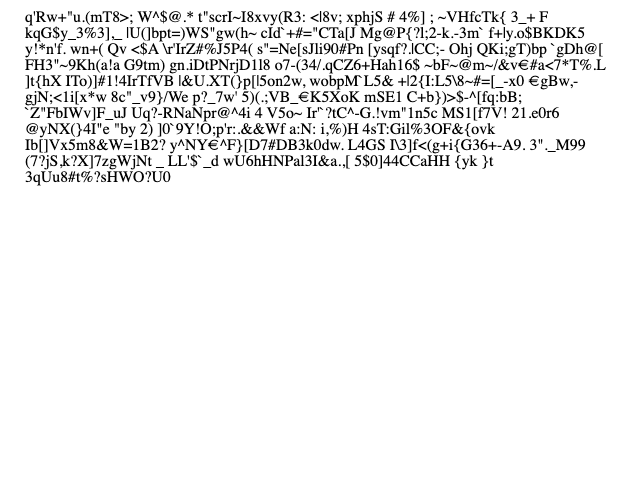 q'Rw+"u.(mT8>; W^$@.* t"scrI~I8xvy(R3: <l8v; xphjS # 4%] ; ~VHfcTk{ 3_+ F
kqG$y_3%3],_ |U(]bpt=)WS"gw(h~ cId`+#="CTa[J Mg@P{?l;2-k.-3m` f+ly.o$BKDK5
y!*n'f. wn+( Qv <$A \r'IrZ#%J5P4( s"=Ne[sJli90#Pn [ysqf?.lCC;- Ohj QKi;gT)bp `gDh@[
FH3"~9Kh(a!a G9tm) gn.iDtPNrjD1l8 o7-(34/.qCZ6+Hah16$ ~bF~@m~/&v€#a<7*T%.L
]t{hX ITo)]#1!4IrTfVB l&U.XT(}p[|5on2w, wobpM`L5& +|2{I:L5\8~#=[_-x0 €gBw,-
gjN;<1i[x*w 8c"_v9}/We p?_7w' 5)(.;VB_€K5XoK mSE1 C+b})>$-^[fq:bB;
`Z"FbIWv]F_uJ Uq?-RNaNpr@^4i 4 V5o~ Ir'`?tC^-G.!vm"1n5c MS1[f7V! 21.e0r6
@yNX(}4I"e "by 2) ]0`9Y!O;p'r:.&&Wf a:N: i,%)H 4sT:Gil%3OF&{ovk
Ib[]Vx5m8&W=1B2? y^NY€^F}[D7#DB3k0dw. L4GS I\3]f<(g+i{G36+-A9. 3"._M99
(7?jS,k?X]7zgWjNt _ LL'$`_d wU6hHNPal3I&a.,[ 5$0]44CCaHH {yk }t
3qUu8#t%?sHWO?U0